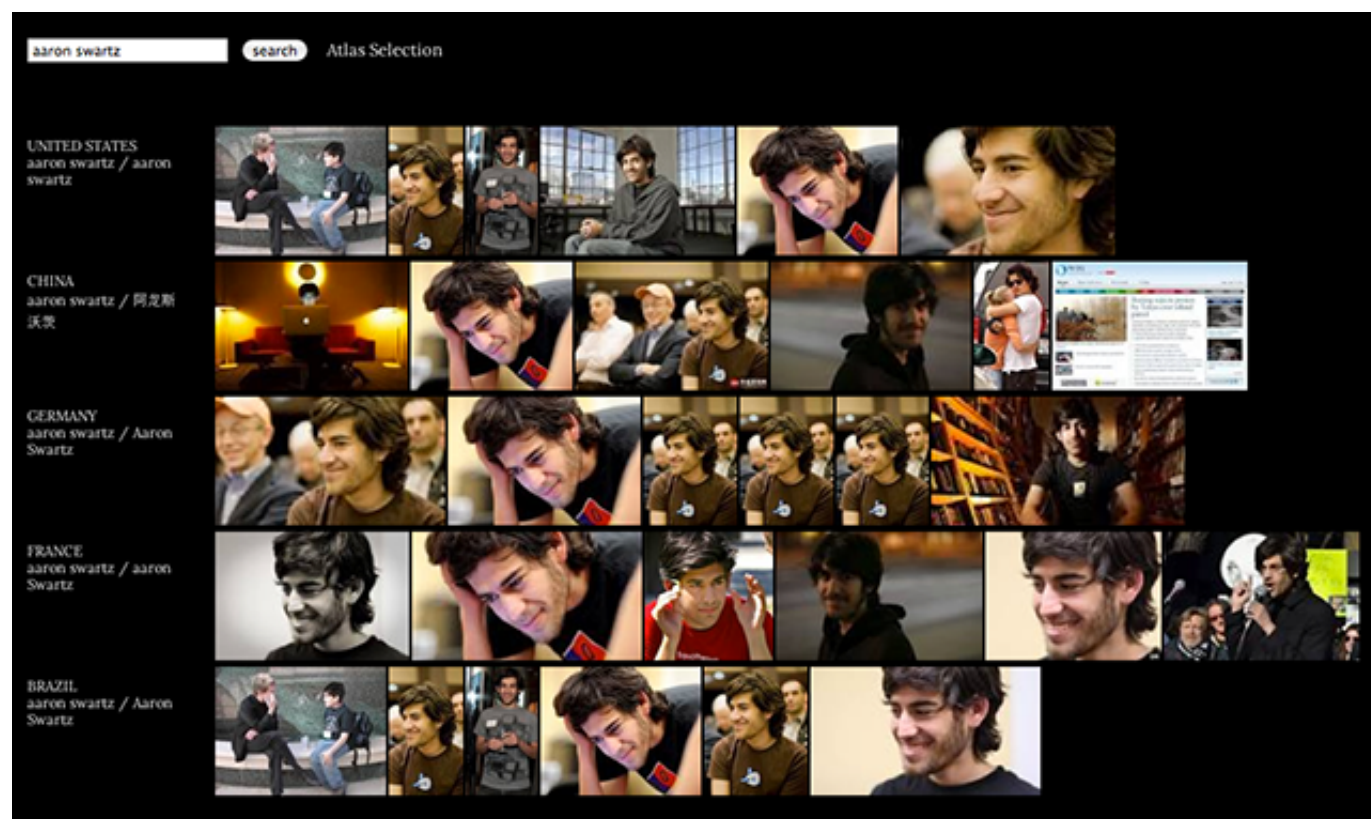 aaron swartz
search
Atlas Selection
UNITED STATES
aaron swartz / aaron
swartz
CHINA
aaron swartz / 阿龙斯
沃茨
GERMANY
aaron swartz / Aaron
Swartz
FRANCE
aaron swartz / aaron
Swartz
BRAZIL
aaron swartz / Aaron
Swartz